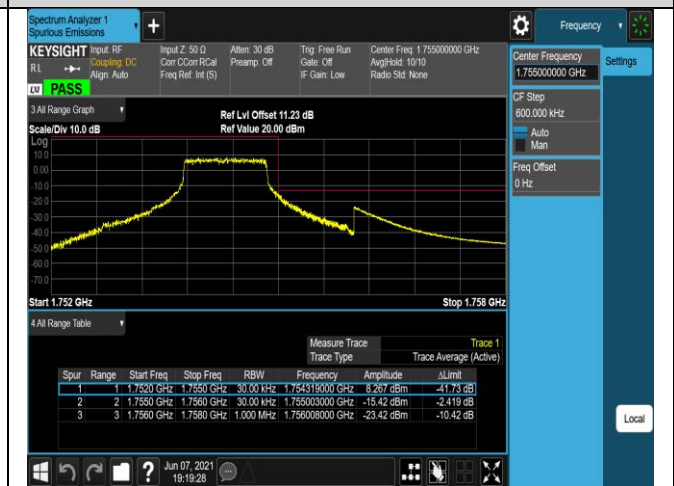 Spectrum Analyzer 1
Spurious Emissions
+
Frequency
KEYSIGHT Input: RF Input Z: 50 Ω Atten: 30 dB Trig: Free Run Center Freq: 1.755000000 GHz
RL Coupling: DC Corr CCorr RCal Preamp: Off Gate: Off Avg|Hold: 10/10
Align: Auto Freq Ref: Int (S) IF Gain: Low Radio Std: None
LXI PASS
Center Frequency
1.755000000 GHz
Settings
CF Step
600.000 kHz
Auto
Man
Freq Offset
0 Hz
3 All Range Graph
Ref Lvl Offset 11.23 dB
Scale/Div 10.0 dB Ref Value 20.00 dBm
Log
10.0
0.00
-10.0
-20.0
-30.0
-40.0
-50.0
-60.0
-70.0
Start 1.752 GHz Stop 1.758 GHz
4 All Range Table
Measure Trace Trace 1
Trace Type Trace Average (Active)
Spur Range Start Freq Stop Freq RBW Frequency Amplitude ΔLimit
1 1 1.7520 GHz 1.7550 GHz 30.00 kHz 1.754319000 GHz 8.267 dBm -41.73 dB
2 2 1.7550 GHz 1.7560 GHz 30.00 kHz 1.755003000 GHz -15.42 dBm -2.419 dB
3 3 1.7560 GHz 1.7580 GHz 1.000 MHz 1.756008000 GHz -23.42 dBm -10.42 dB
Local
? Jun 07, 2021
19:19:28